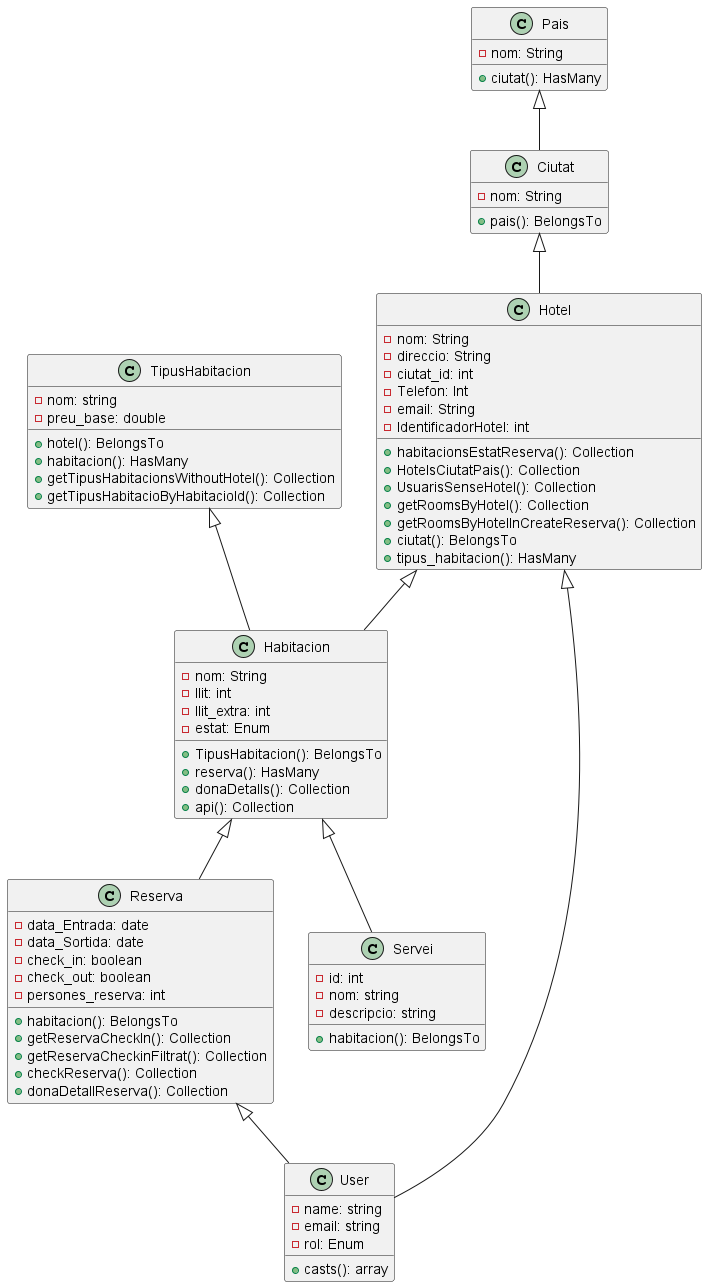 C Pais
nom: String
ciutat(): HasMany
C Ciutat
nom: String
pais(): BelongsTo
C Hotel
nom: String
direccio: String
ciutat_id: int
Telefon: Int
email: String
IdentificadorHotel: int
habitacionsEstatReserva(): Collection
HotelsCiutatPais(): Collection
UsuarisSenseHotel(): Collection
getRoomsByHotel(): Collection
getRoomsByHotelInCreateReserva(): Collection
ciutat(): BelongsTo
tipus_habitacion(): HasMany
C TipusHabitacion
nom: string
preu_base: double
hotel(): BelongsTo
habitacion(): HasMany
getTipusHabitacionsWithoutHotel(): Collection
getTipusHabitacioByHabitacioId(): Collection
C Habitacion
nom: String
llit: int
llit_extra: int
estat: Enum
TipusHabitacion(): BelongsTo
reserva(): HasMany
donaDetalls(): Collection
api(): Collection
C Reserva
data_Entrada: date
data_Sortida: date
check_in: boolean
check_out: boolean
persones_reserva: int
habitacion(): BelongsTo
getReservaCheckIn(): Collection
getReservaCheckinFiltrat(): Collection
checkReserva(): Collection
donaDetallReserva(): Collection
C Servei
id: int
nom: string
descripcio: string
habitacion(): BelongsTo
C User
name: string
email: string
rol: Enum
casts(): array